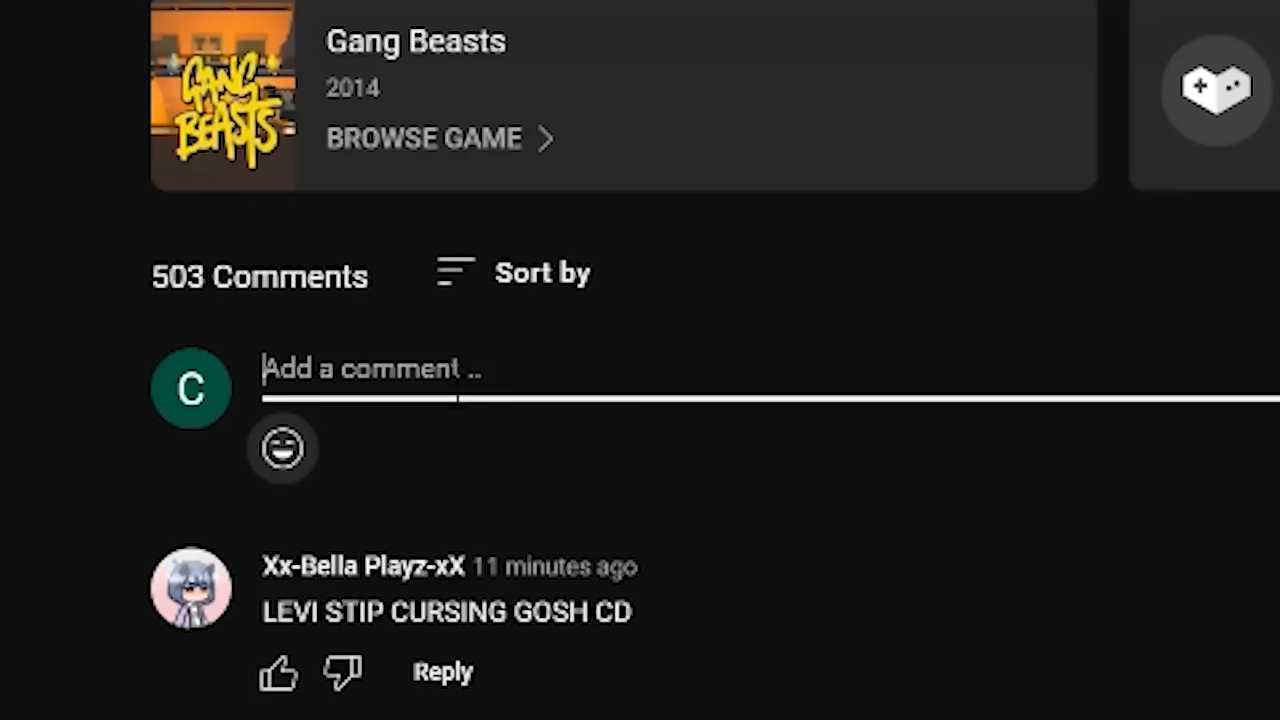 GANG
BEASTS
Gang Beasts
2014
BROWSE GAME
503 Comments
Sort by
C
Add a comment ..
Xx-Bella Playz-xX 11 minutes ago
LEVI STIP CURSING GOSH CD
Reply